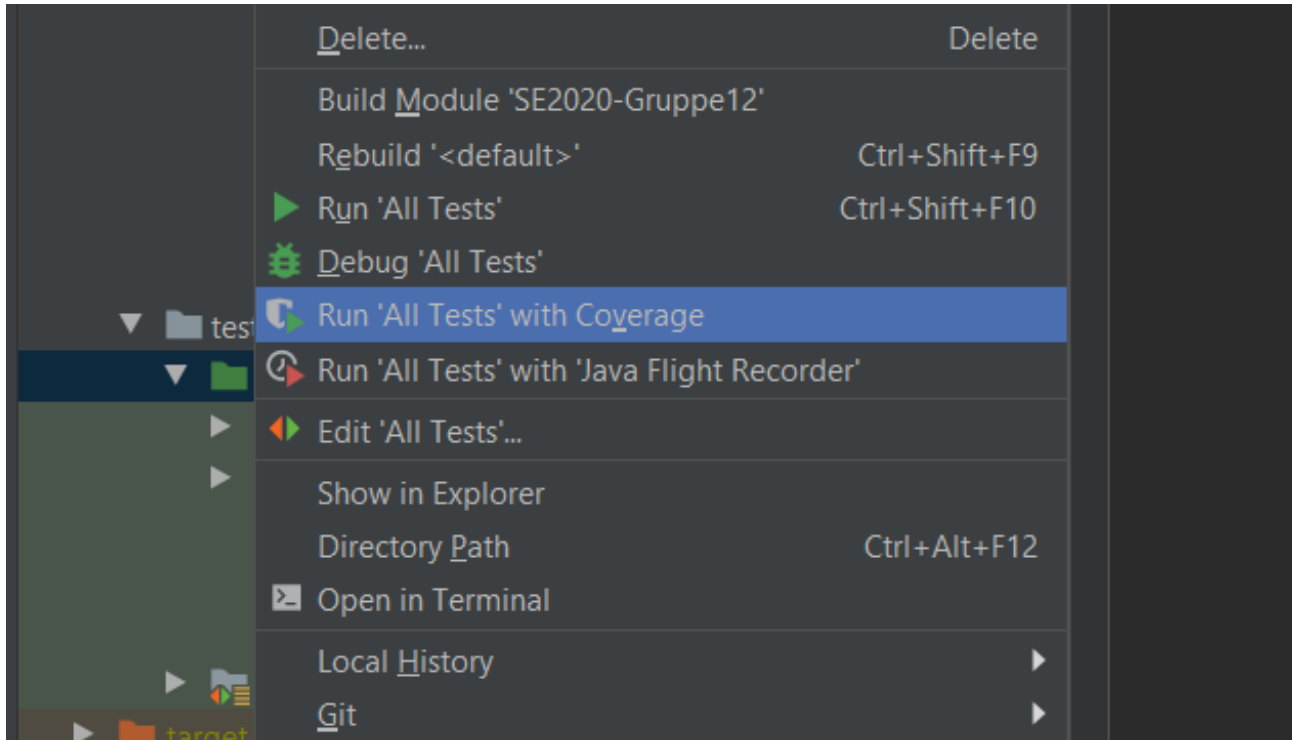 Delete... Delete
Build Module 'SE2020-Gruppe12'
Rebuild '<default>' Ctrl+Shift+F9
Run 'All Tests' Ctrl+Shift+F10
Debug 'All Tests'
test
Run 'All Tests' with Coverage
Run 'All Tests' with 'Java Flight Recorder'
Edit 'All Tests'...
Show in Explorer
Directory Path Ctrl+Alt+F12
Open in Terminal
Local History
Git
target